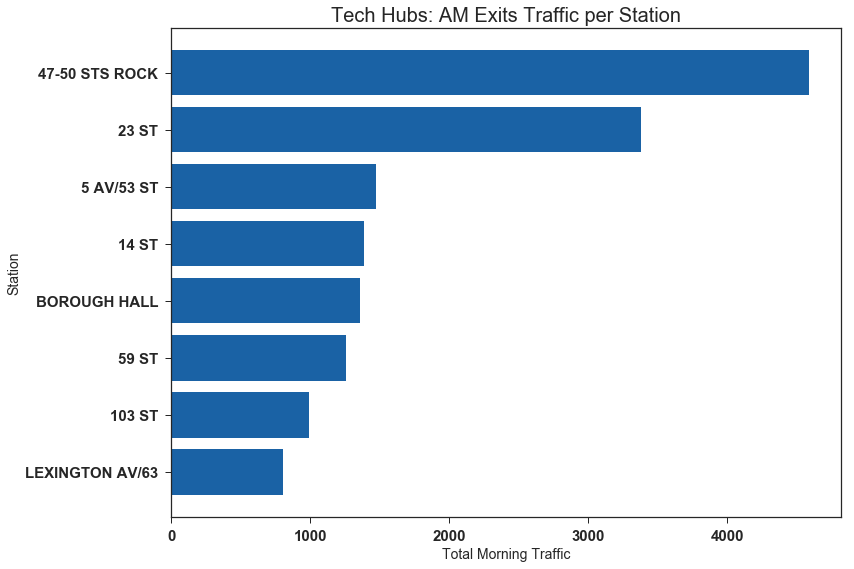 Tech Hubs: AM Exits Traffic per Station
47-50 STS ROCK
23 ST
5 AV/53 ST
14 ST
BOROUGH HALL
59 ST
103 ST
LEXINGTON AV/63
Station
0 1000 2000 3000 4000
Total Morning Traffic